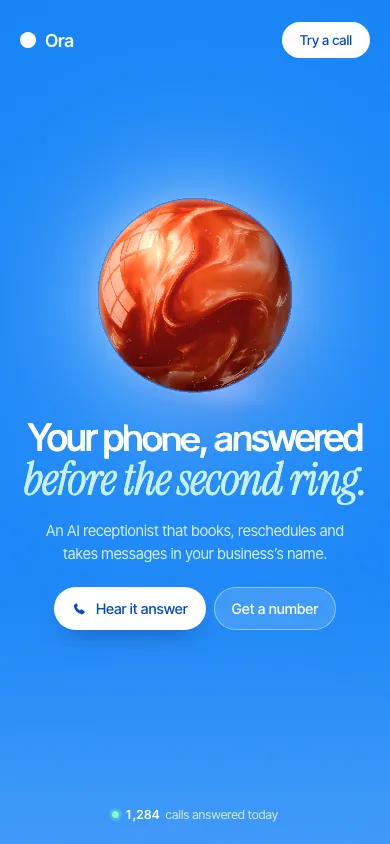 Ora
Try a call
Your phone, answered
before the second ring.
An AI receptionist that books, reschedules and
takes messages in your business’s name.
Hear it answer
Get a number
1,284 calls answered today